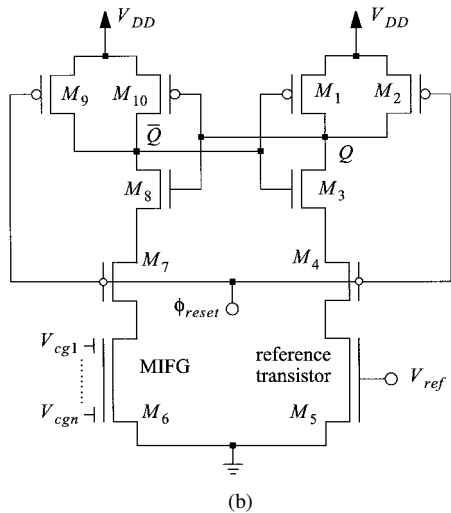 V_DD V_DD
M_9 M_10 M_1 M_2
Q̅ Q
M_8 M_3
M_7 M_4
ϕ_reset
V_cg1 MIFG reference
transistor V_ref
V_cgn M_6 M_5
(b)